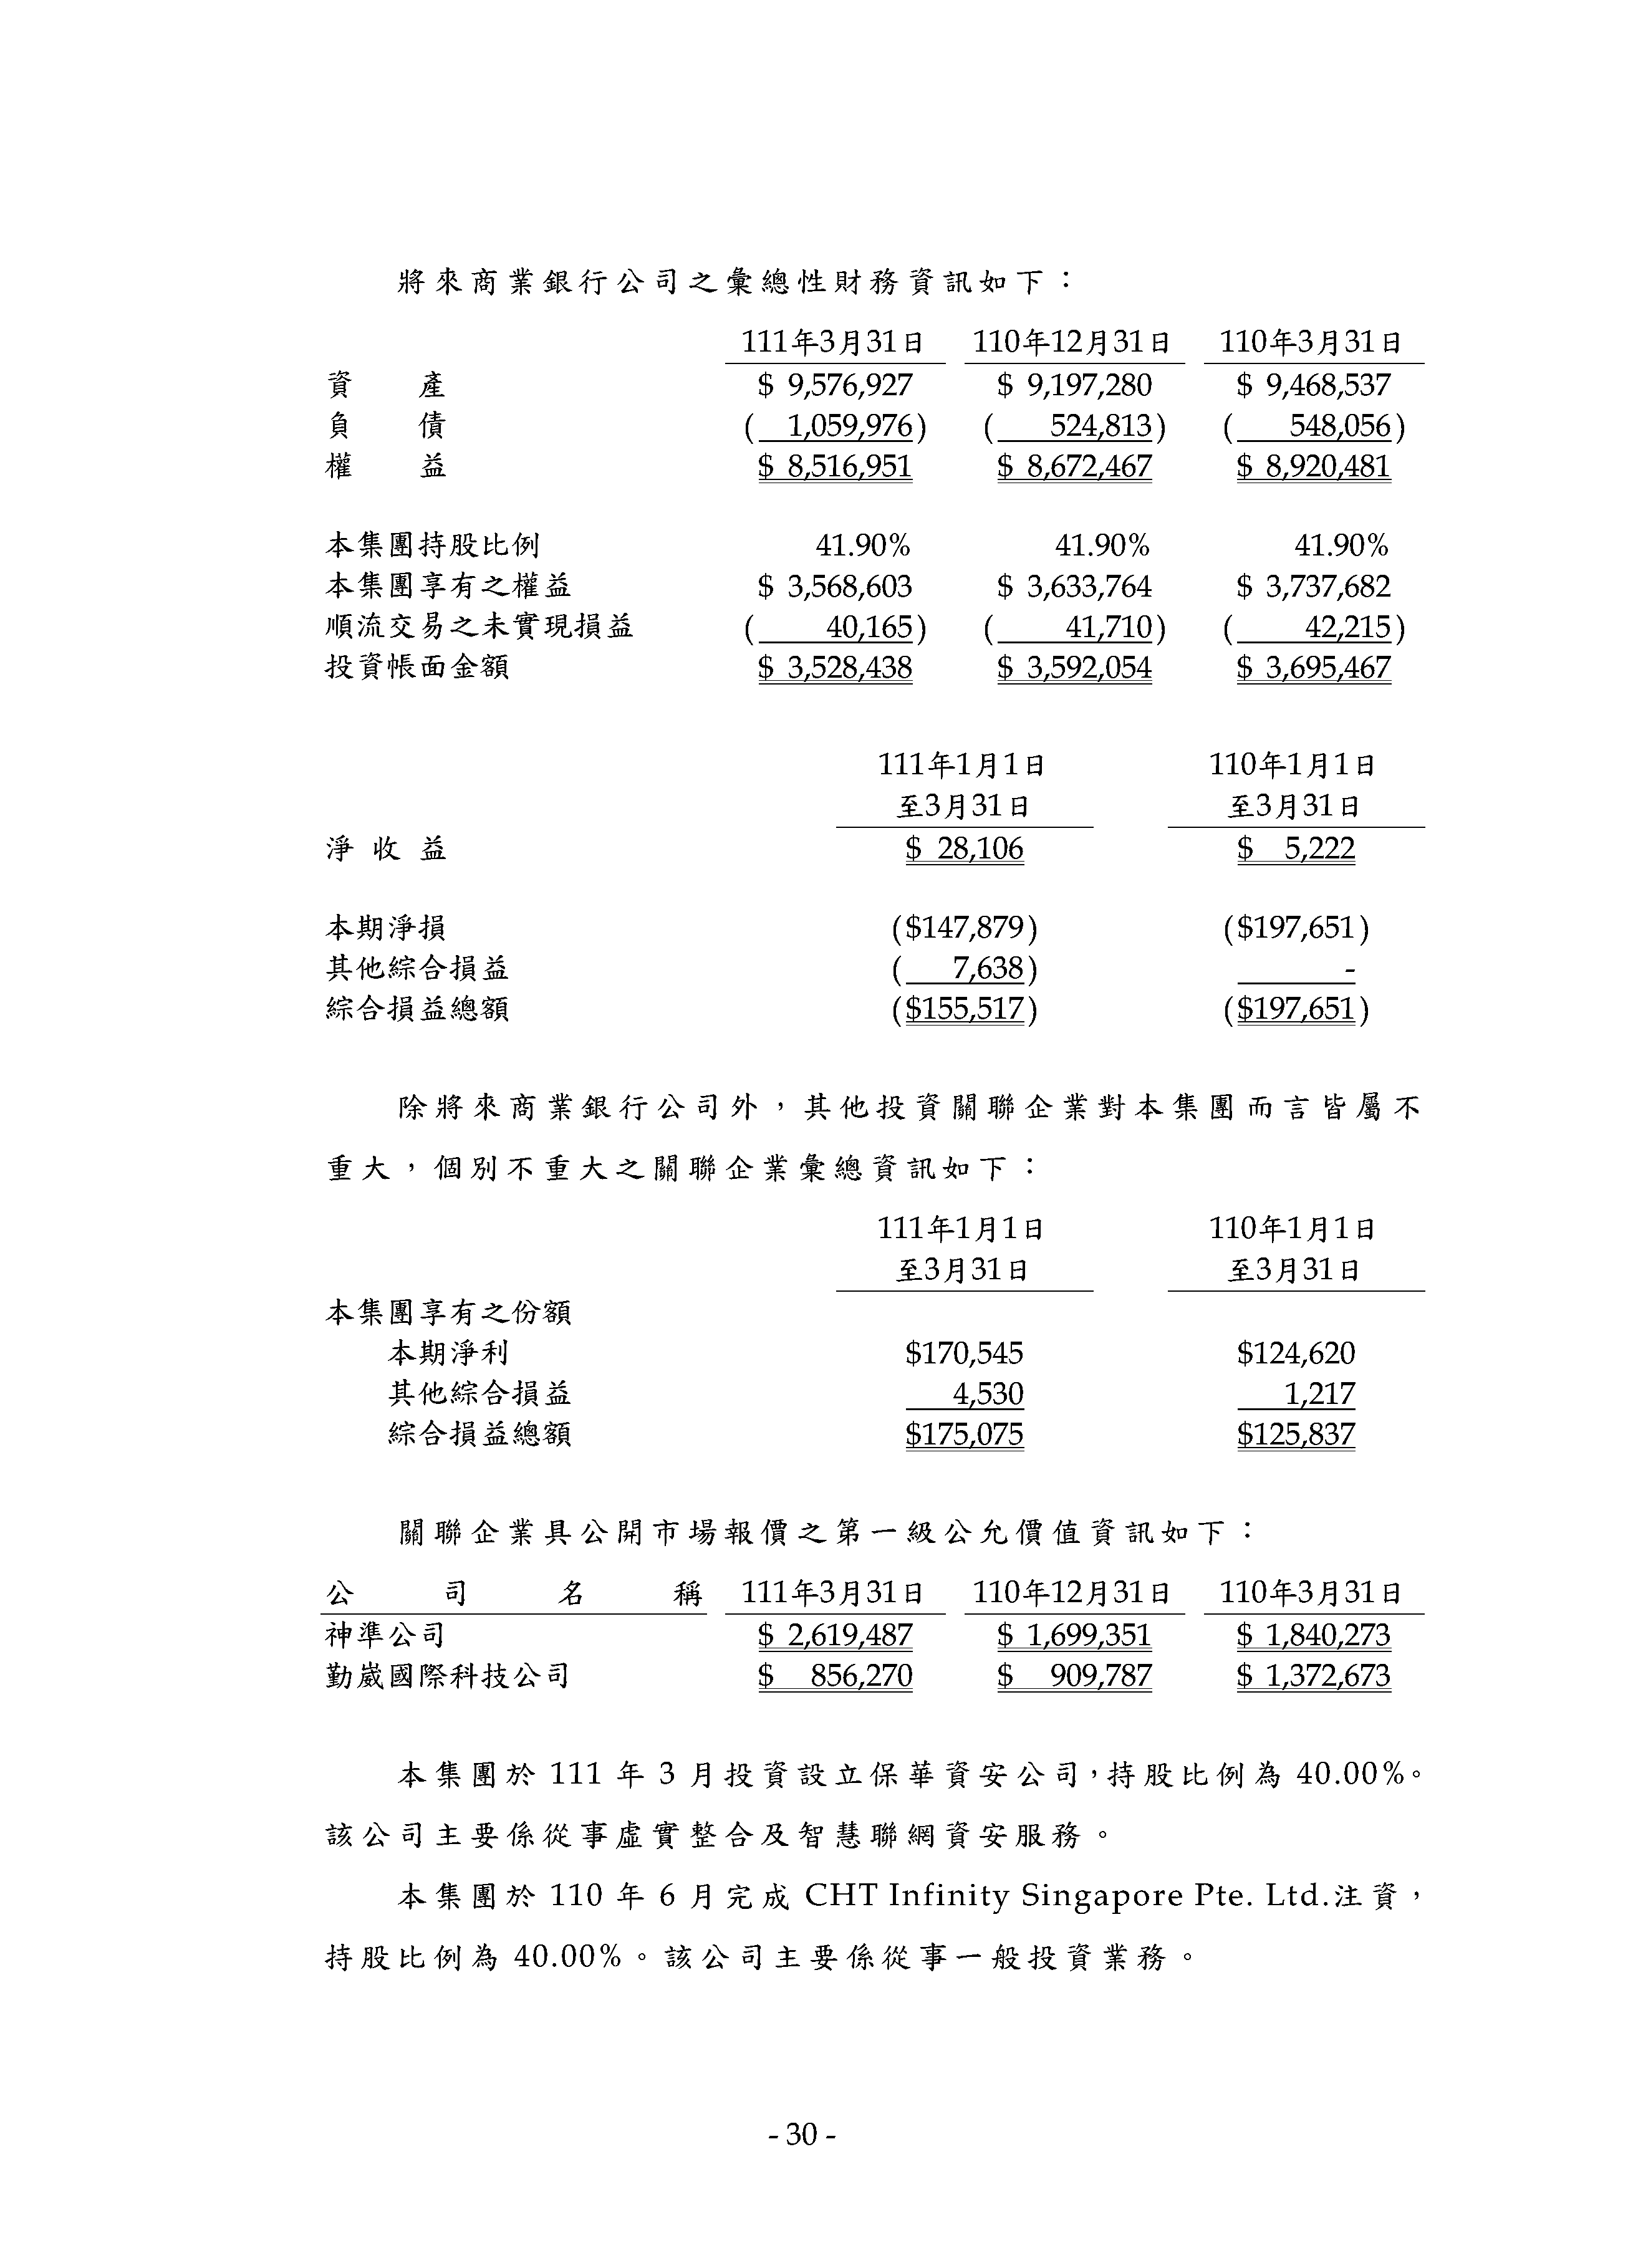 將來商業銀行公司之彙總性財務資訊如下：
111年3月31日 110年12月31日 110年3月31日
資產 $ 9,576,927 $ 9,197,280 $ 9,468,537
負債 ( 1,059,976) ( 524,813) ( 548,056)
權益 $ 8,516,951 $ 8,672,467 $ 8,920,481
本集團持股比例 41.90% 41.90% 41.90%
本集團享有之權益 $ 3,568,603 $ 3,633,764 $ 3,737,682
順流交易之未實現損益 ( 40,165) ( 41,710) ( 42,215)
投資帳面金額 $ 3,528,438 $ 3,592,054 $ 3,695,467
111年1月1日 110年1月1日
至3月31日 至3月31日
淨收益 $ 28,106 $ 5,222
本期淨損 ($147,879) ($197,651)
其他綜合損益 ( 7,638) -
綜合損益總額 ($155,517) ($197,651)
除將來商業銀行公司外，其他投資關聯企業對本集團而言皆屬不
重大，個別不重大之關聯企業彙總資訊如下：
111年1月1日 110年1月1日
至3月31日 至3月31日
本集團享有之份額
本期淨利 $170,545 $124,620
其他綜合損益 4,530 1,217
綜合損益總額 $175,075 $125,837
關聯企業具公開市場報價之第一級公允價值資訊如下：
公司名稱 111年3月31日 110年12月31日 110年3月31日
神準公司 $ 2,619,487 $ 1,699,351 $ 1,840,273
勤崴國際科技公司 $ 856,270 $ 909,787 $ 1,372,673
本集團於 111 年 3 月投資設立保華資安公司，持股比例為 40.00%。
該公司主要係從事虛實整合及智慧聯網資安服務。
本集團於 110 年 6 月完成 CHT Infinity Singapore Pte. Ltd.注資，
持股比例為 40.00%。該公司主要係從事一般投資業務。
- 30 -